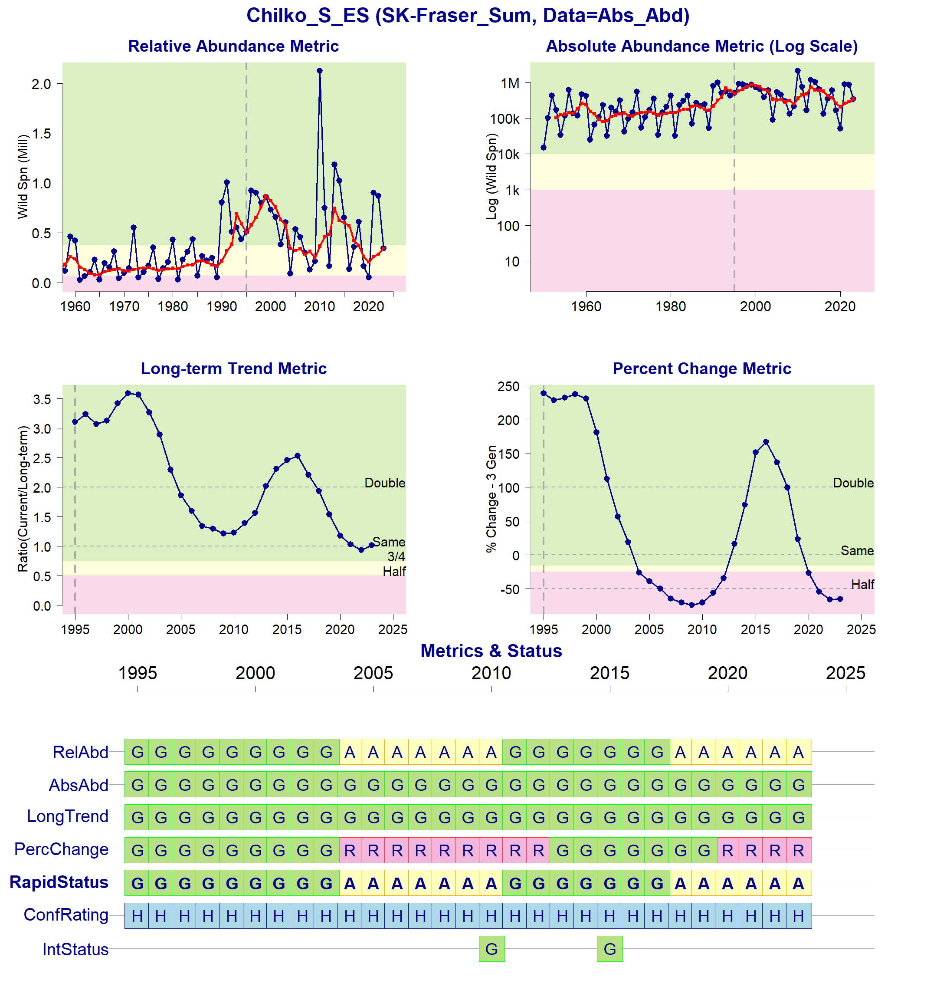 Chilko_S_ES (SK-Fraser_Sum, Data=Abs_Abd)
Relative Abundance Metric
Wild Spn (Mill)
2.0
1.5
1.0
0.5
0.0
1960 1970 1980 1990 2000 2010 2020
Absolute Abundance Metric (Log Scale)
Log (Wild Spn)
1M
100k
10k
1k
100
10
1960 1980 2000 2020
Long-term Trend Metric
Ratio(Current/Long-term)
3.5
3.0
2.5
2.0
1.5
1.0
0.5
0.0
Double
Same
3/4
Half
1995 2000 2005 2010 2015 2020 2025
Percent Change Metric
% Change - 3 Gen
250
200
150
100
50
0
-50
Double
Same
Half
1995 2000 2005 2010 2015 2020 2025
Metrics & Status
1995 2000 2005 2010 2015 2020 2025
RelAbd G G G G G G G G G A A A A A A A G G G G G G G A A A A A A
AbsAbd G G G G G G G G G G G G G G G G G G G G G G G G G G G G G
LongTrend G G G G G G G G G G G G G G G G G G G G G G G G G G G G G
PercChange G G G G G G G G G R R R R R R R R R G G G G G G G R R R R
RapidStatus G G G G G G G G G A A A A A A A G G G G G G G A A A A A A
ConfRating H H H H H H H H H H H H H H H H H H H H H H H H H H H H H
IntStatus G G